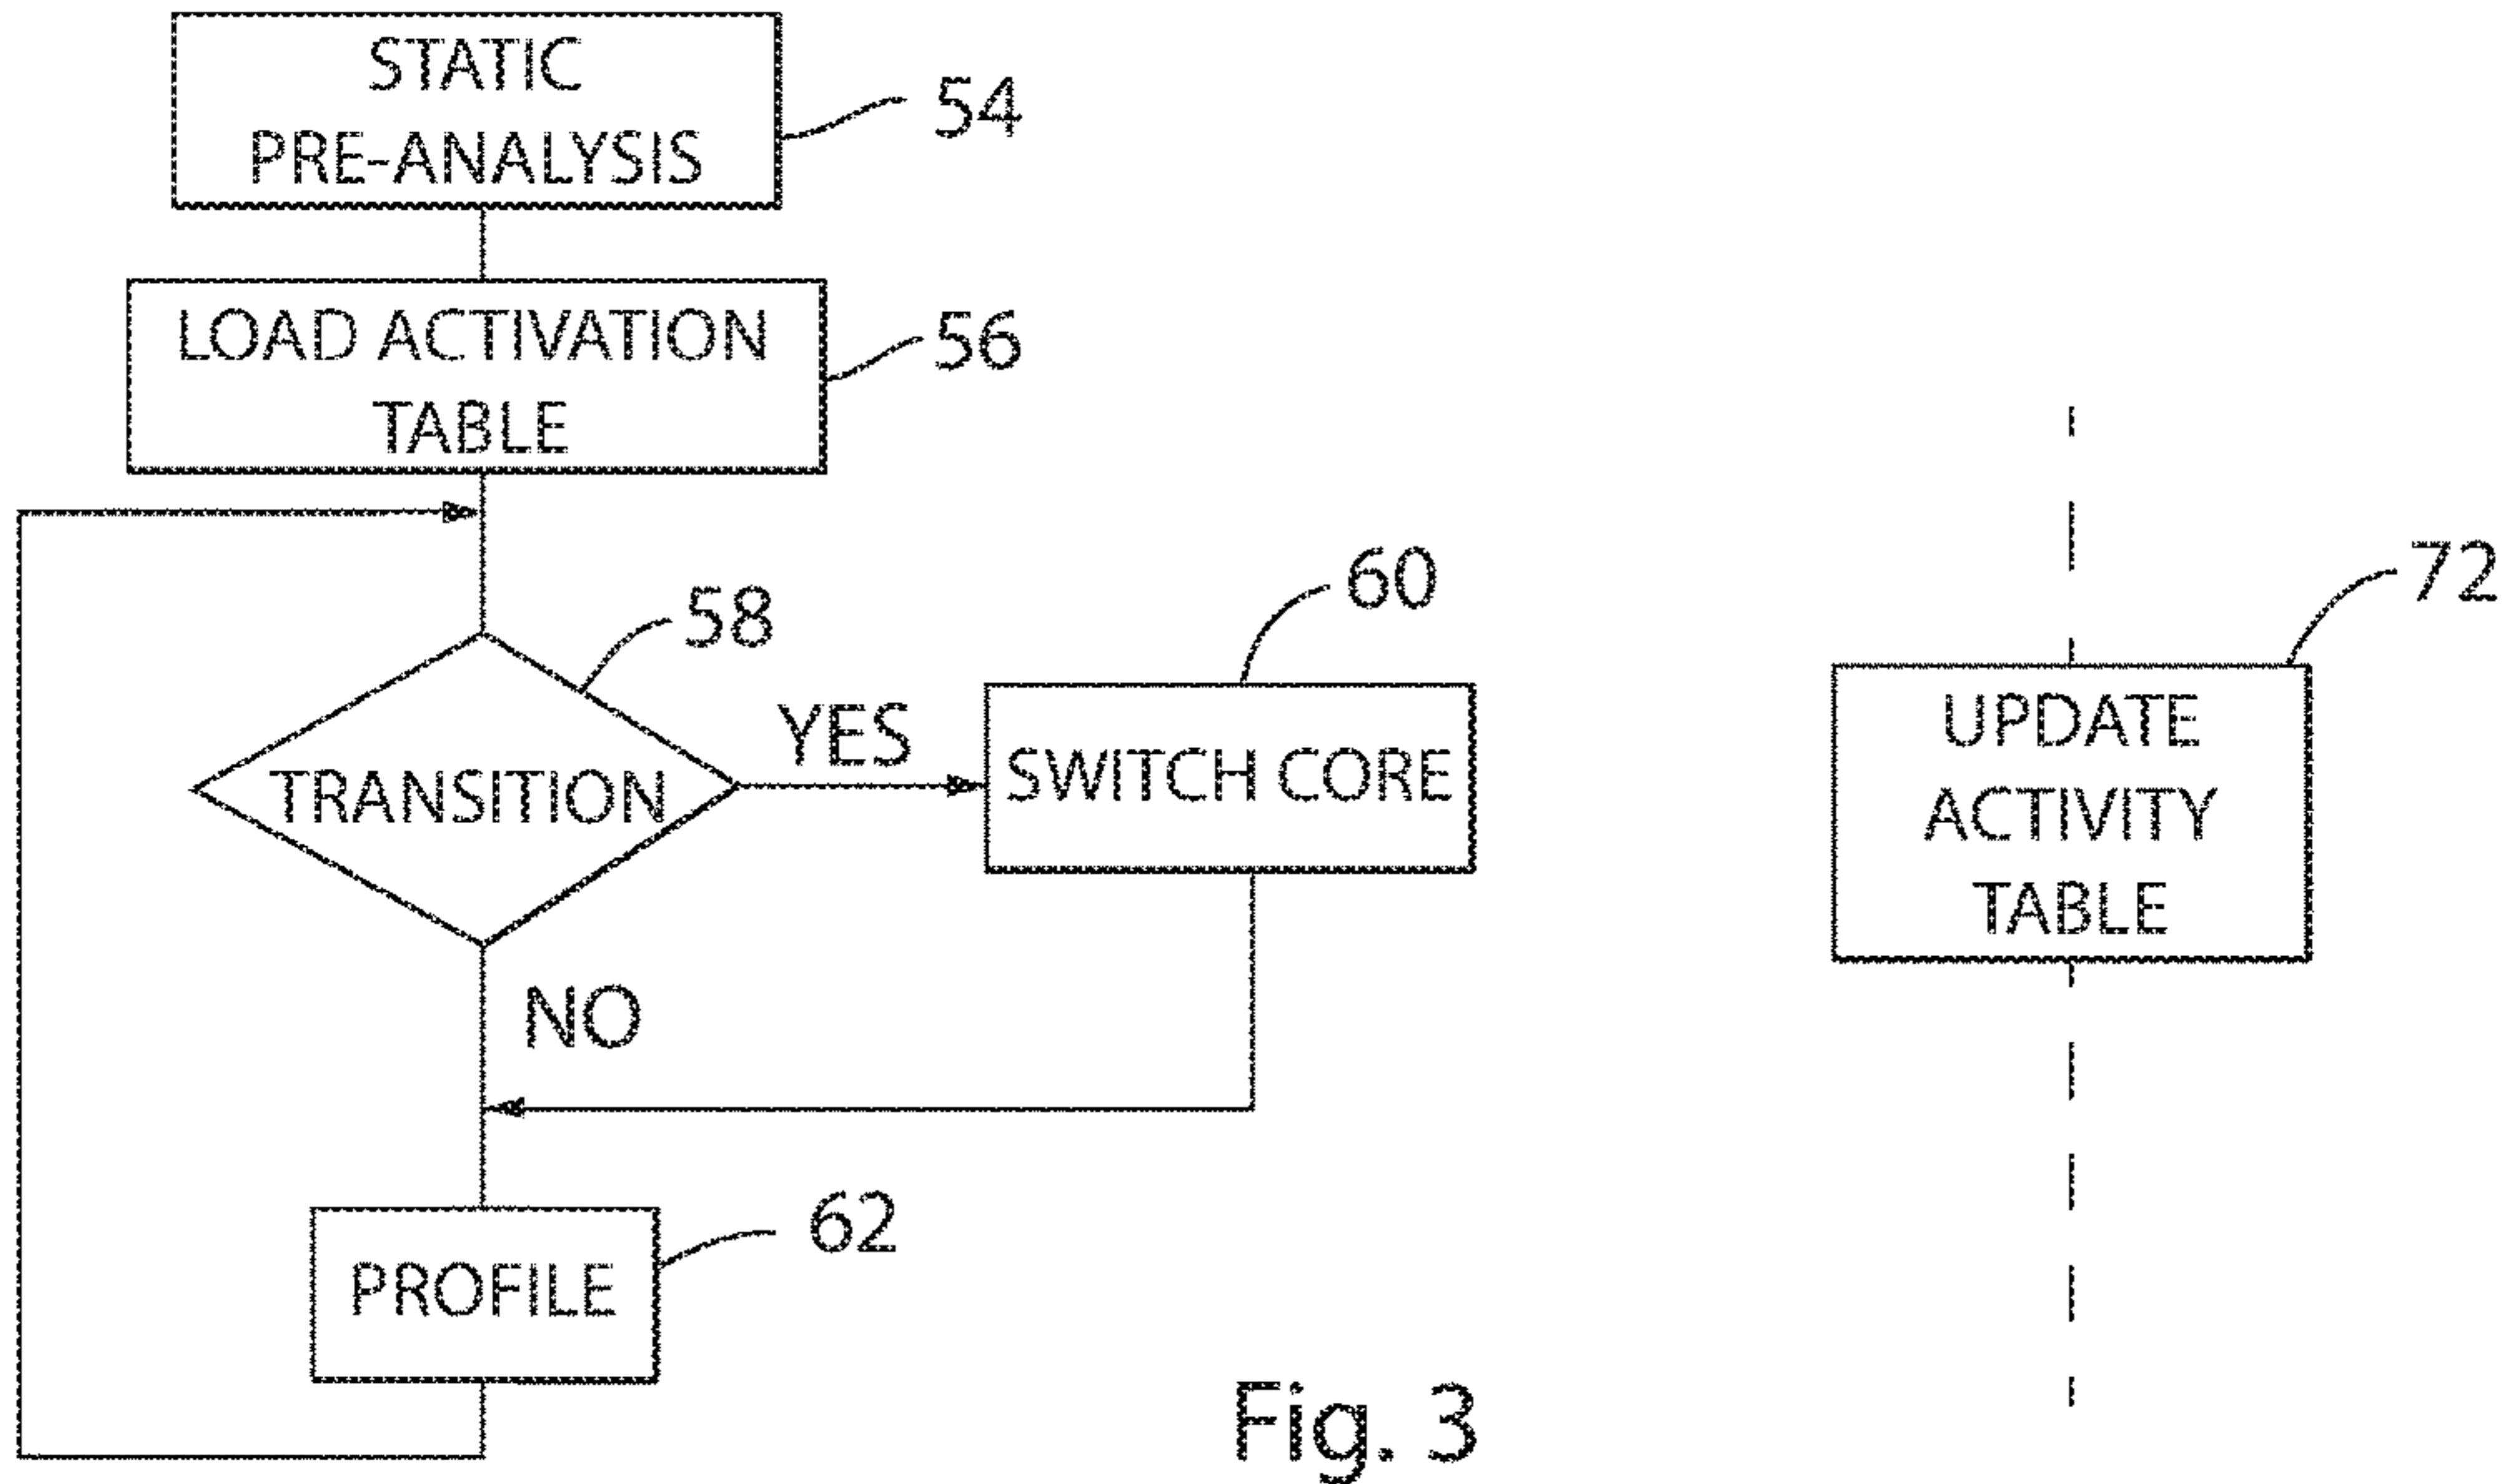 STATIC
PRE-ANALYSIS
54
LOAD ACTIVATION
TABLE
56
58
TRANSITION
YES
60
SWITCH CORE
72
UPDATE
ACTIVITY
TABLE
NO
62
PROFILE
Fig. 3